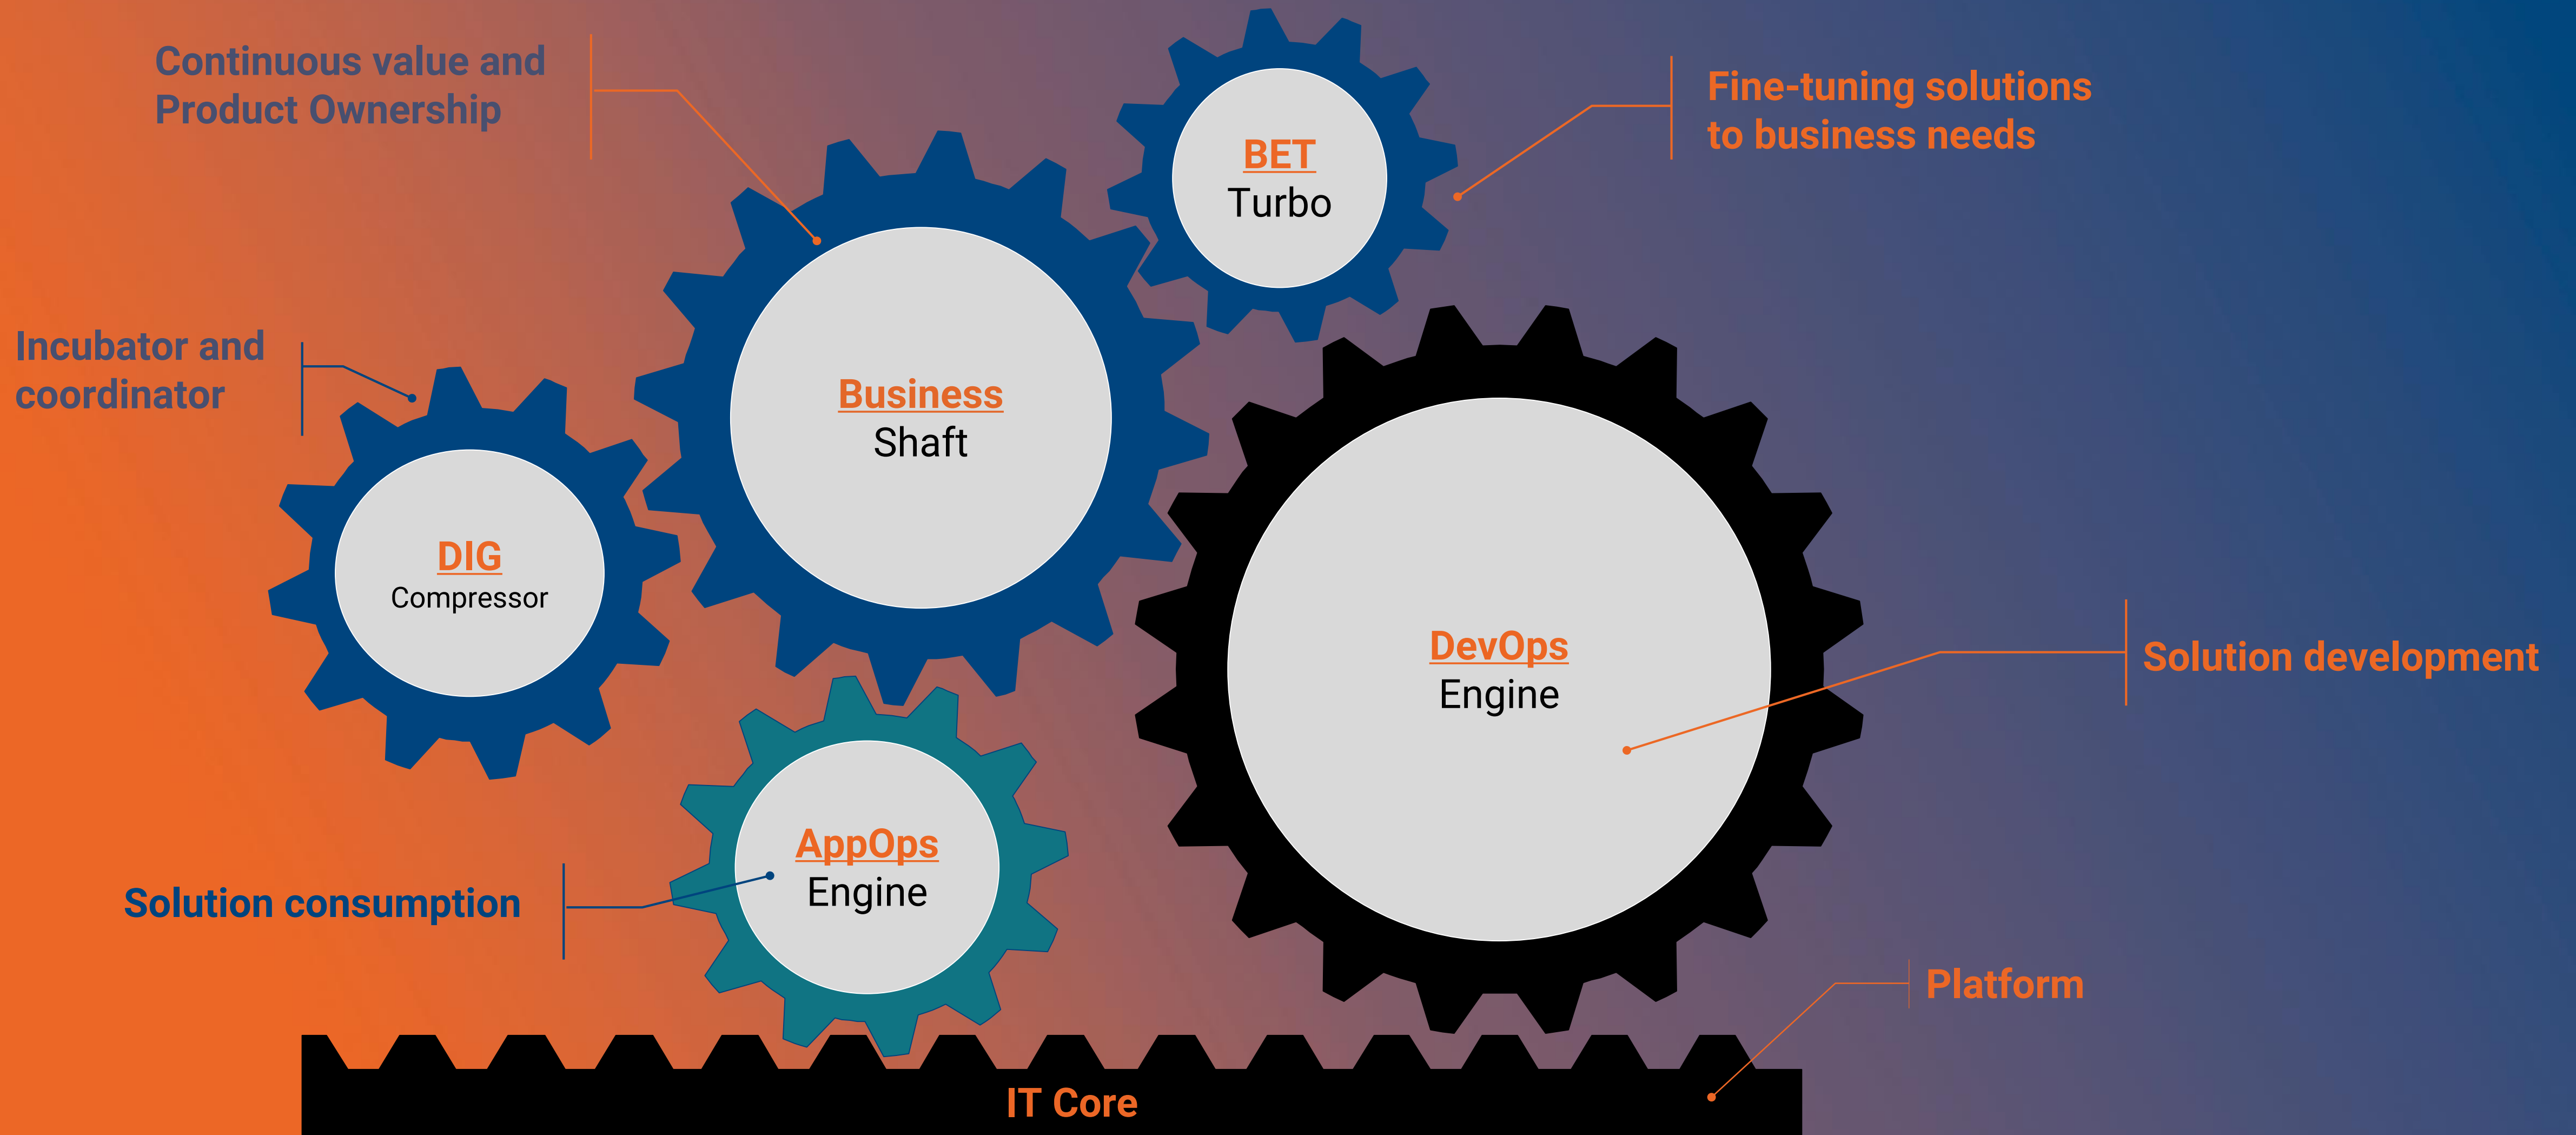 Continuous value and
Product Ownership
Fine-tuning solutions
to business needs
BET
Turbo
Incubator and
coordinator
Business
Shaft
DIG
Compressor
DevOps
Engine
Solution development
AppOps
Engine
Solution consumption
Platform
IT Core